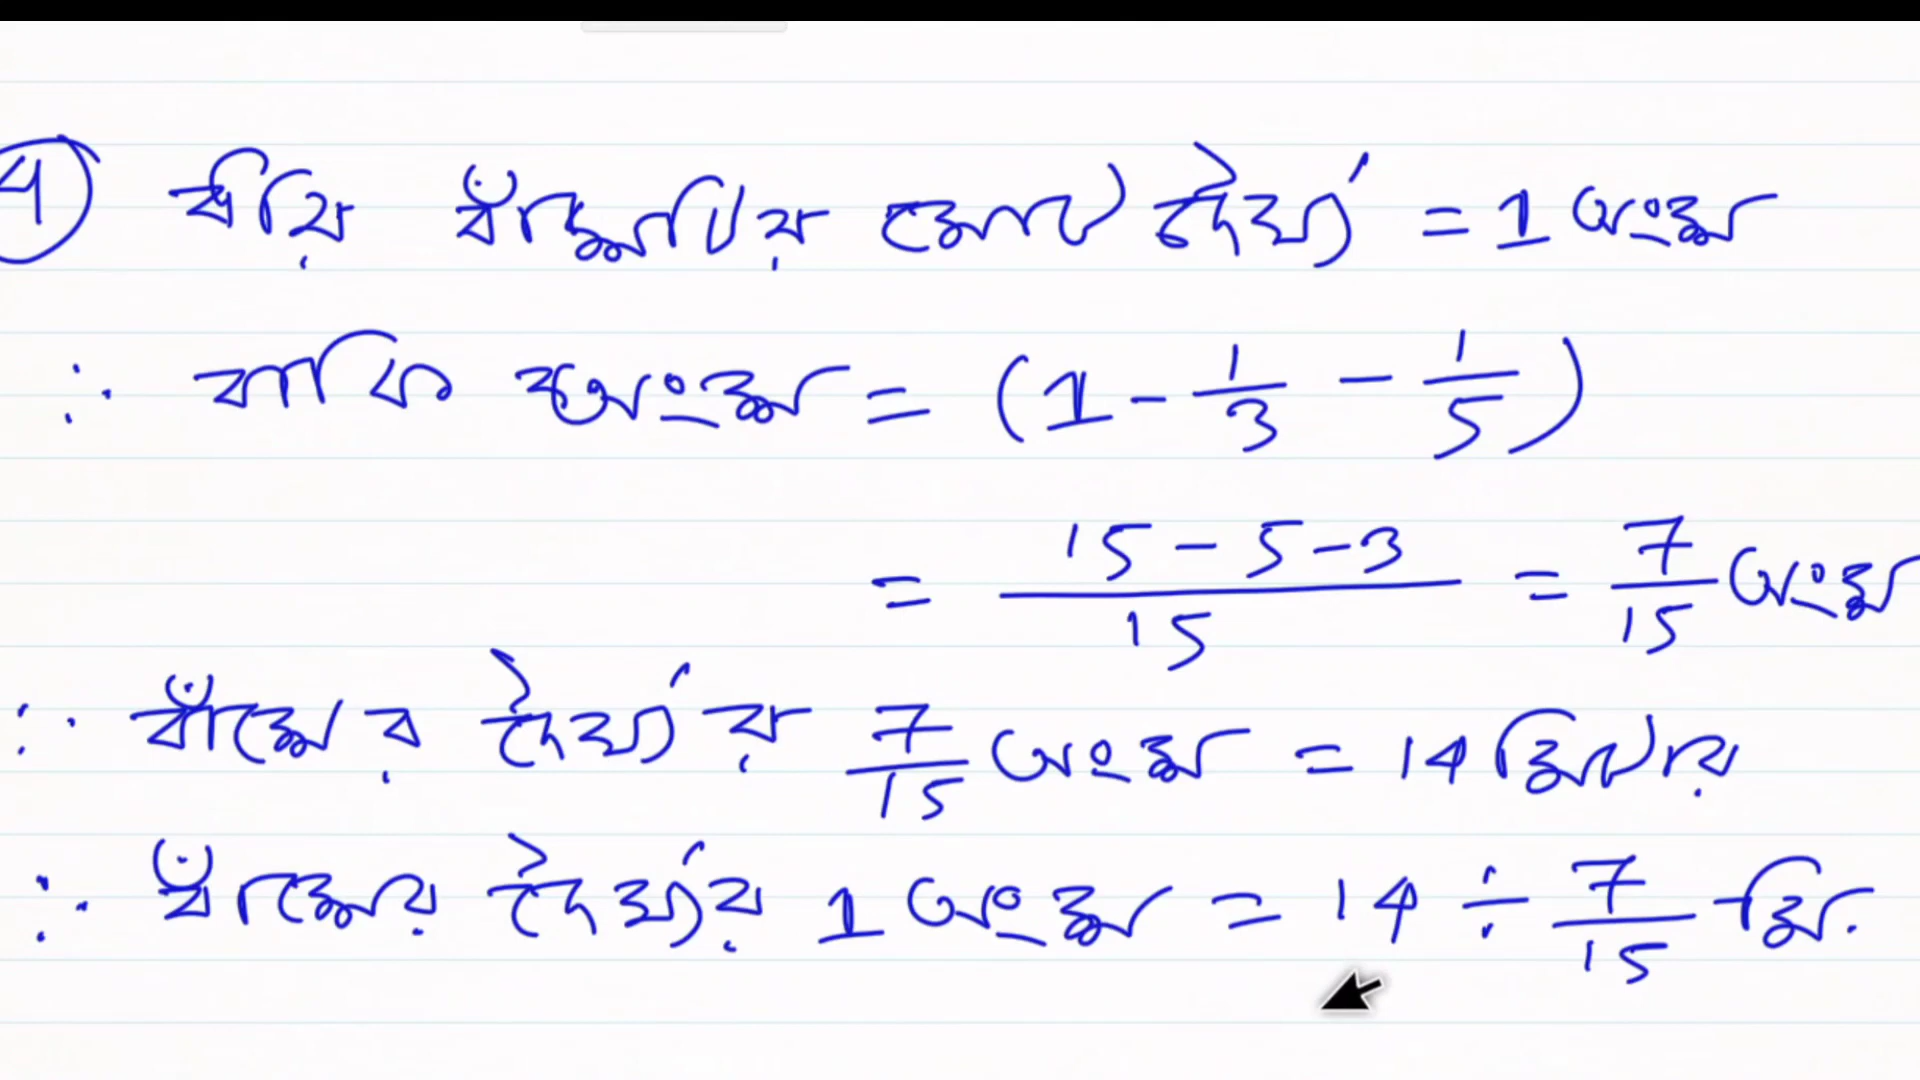 4) ধরি বাঁশটির মোট দৈর্ঘ্য = 1 অংশ
∴ বাকি অংশ = (1 - 1/3 - 1/5)
= (15 - 5 - 3)/15 = 7/15 অংশ
∵ বাঁশের দৈর্ঘ্যের 7/15 অংশ = 14 মিটার
∴ বাঁশের দৈর্ঘ্যের 1 অংশ = 14 ÷ 7/15 মি.